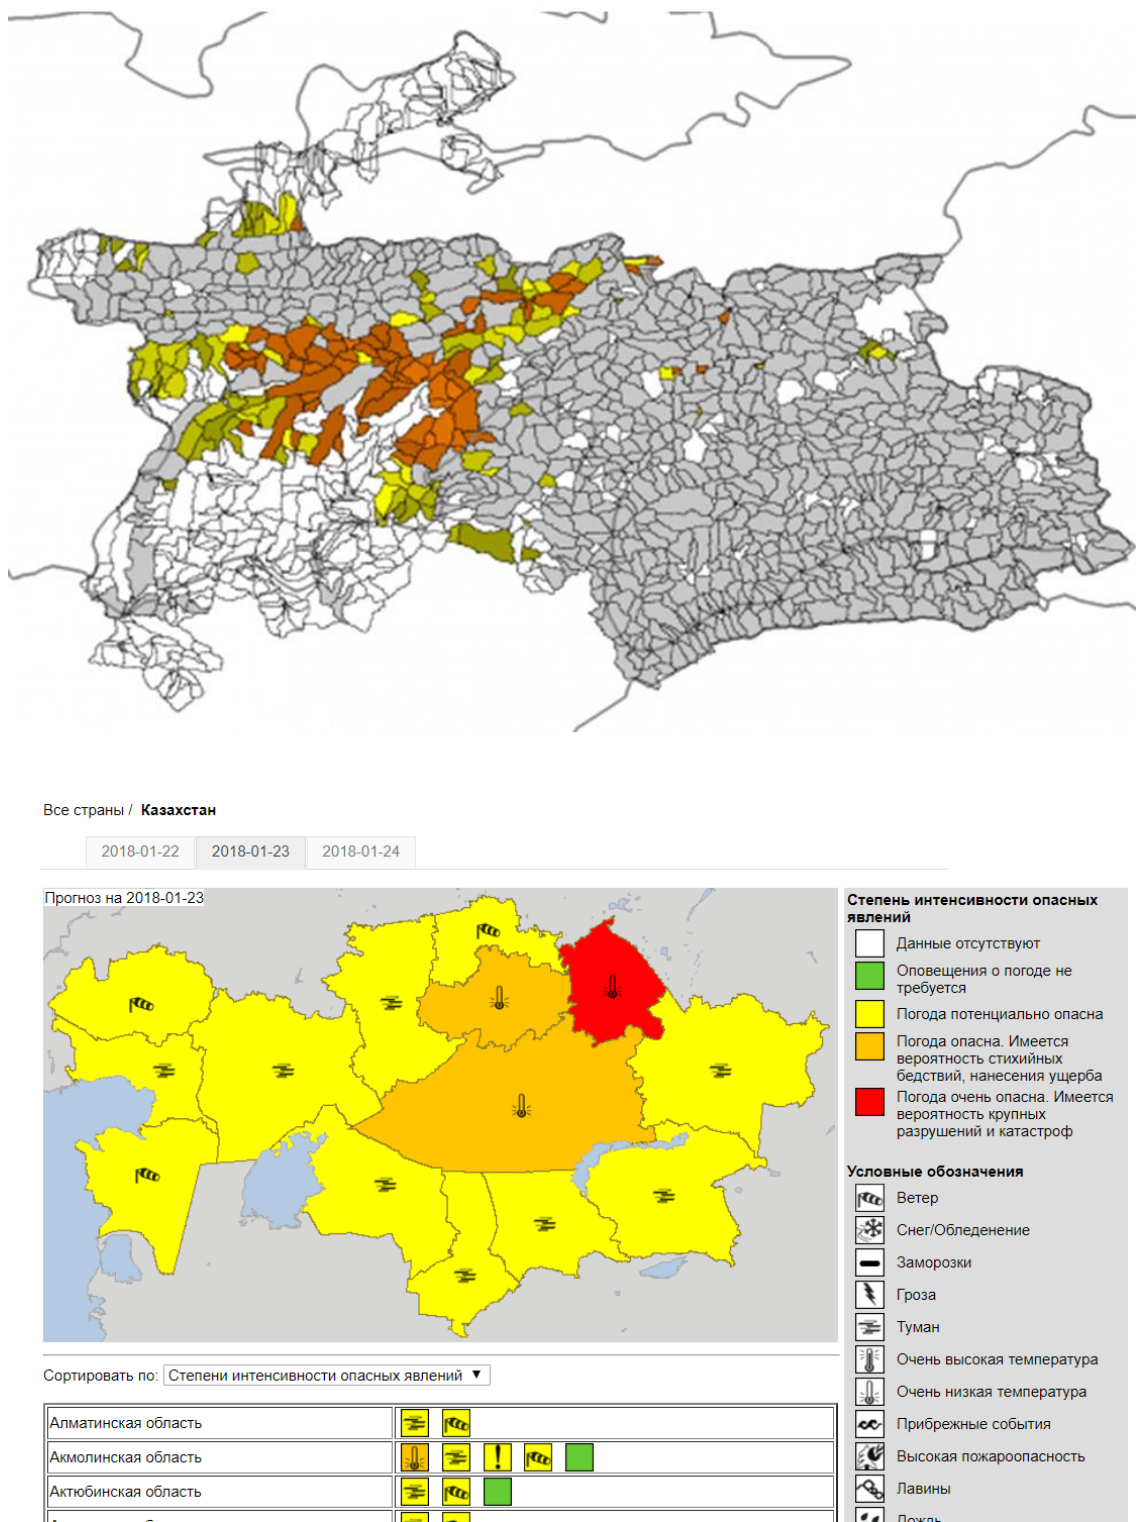 Все страны / Казахстан
2018-01-22 2018-01-23 2018-01-24
Прогноз на 2018-01-23
Степень интенсивности опасных
явлений
Данные отсутствуют
Оповещения о погоде не
требуется
Погода потенциально опасна
Погода опасна. Имеется
вероятность стихийных
бедствий, нанесения ущерба
Погода очень опасна. Имеется
вероятность крупных
разрушений и катастроф
Условные обозначения
Ветер
Снег/Обледенение
Заморозки
Гроза
Туман
Очень высокая температура
Очень низкая температура
Прибрежные события
Высокая пожароопасность
Лавины
Дождь
Сортировать по: Степени интенсивности опасных явлений ▼
Алматинская область
Акмолинская область
Актюбинская область